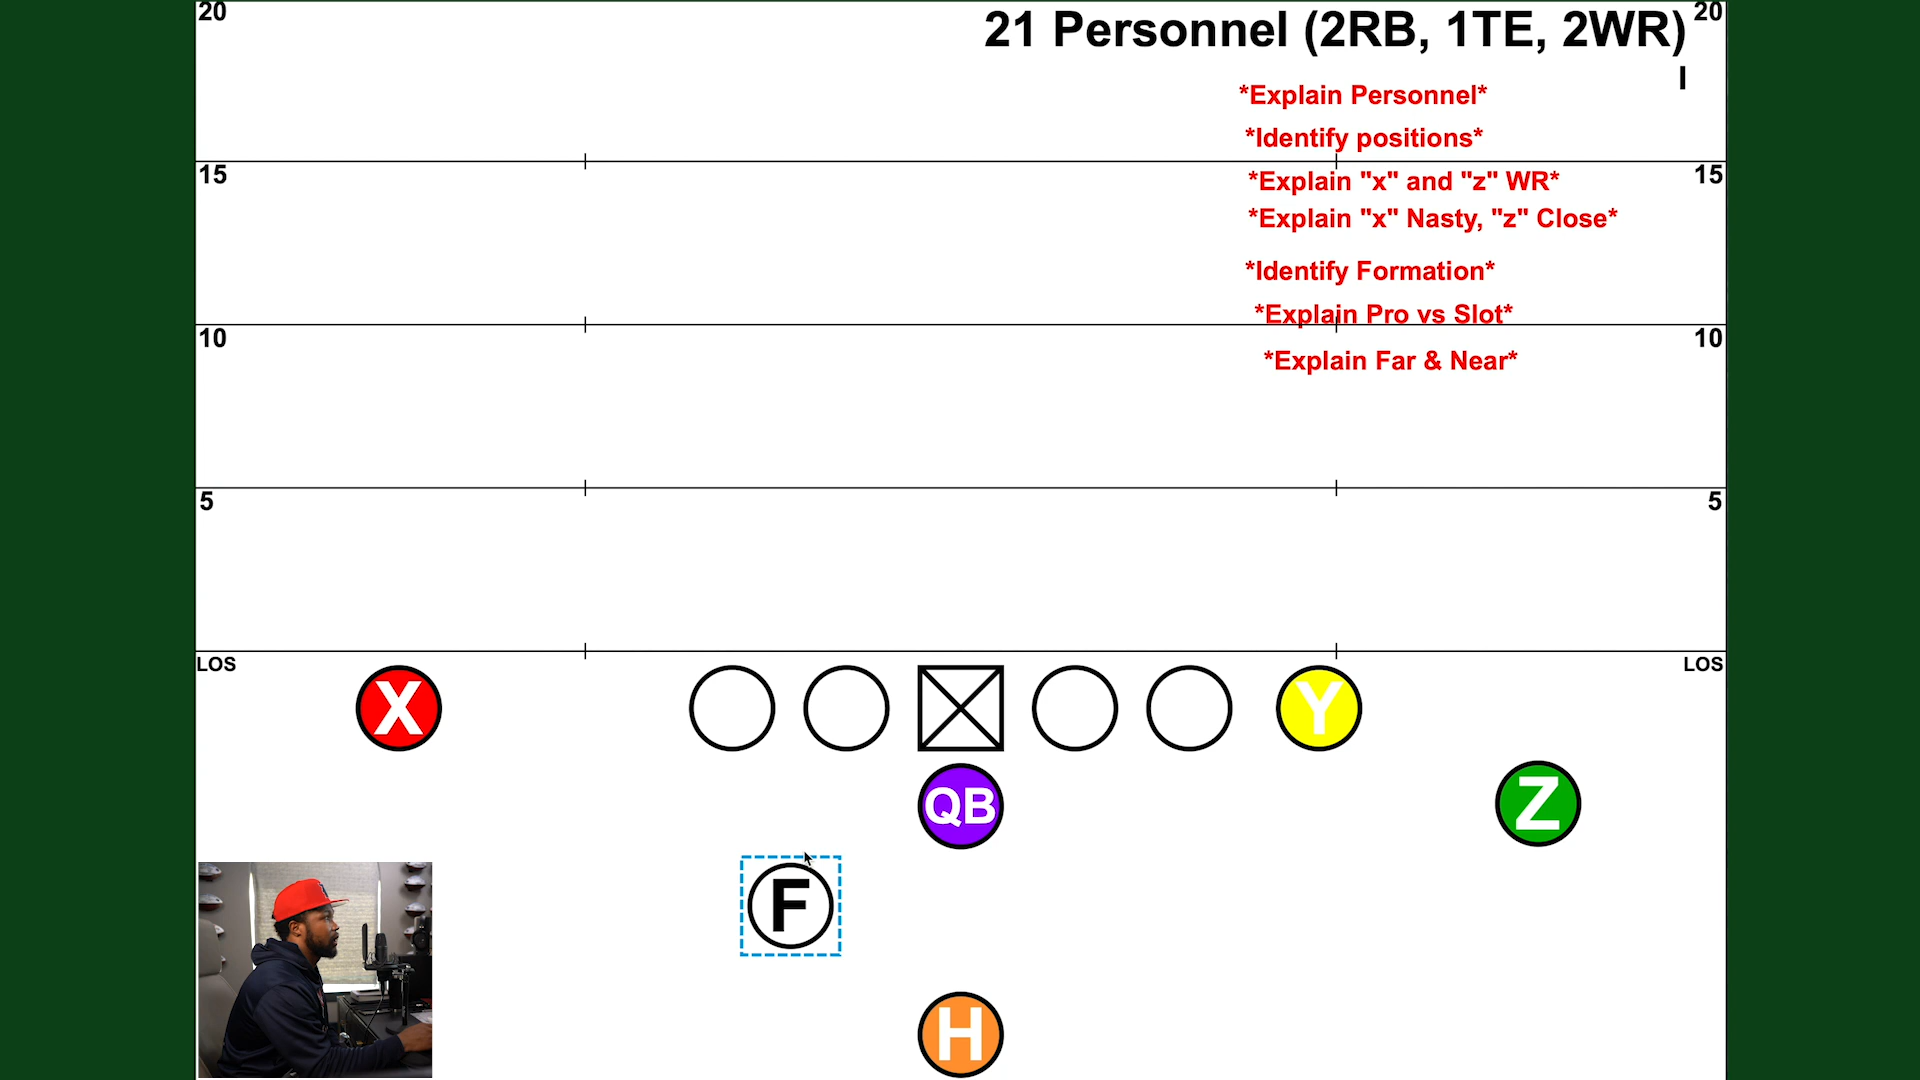 20 21 Personnel (2RB, 1TE, 2WR) 20
I
*Explain Personnel*
*Identify positions*
15 15
*Explain "x" and "z" WR*
*Explain "x" Nasty, "z" Close*
*Identify Formation*
*Explain Pro vs Slot*
10 10
*Explain Far & Near*
5 5
LOS LOS
X Y
QB Z
F
H